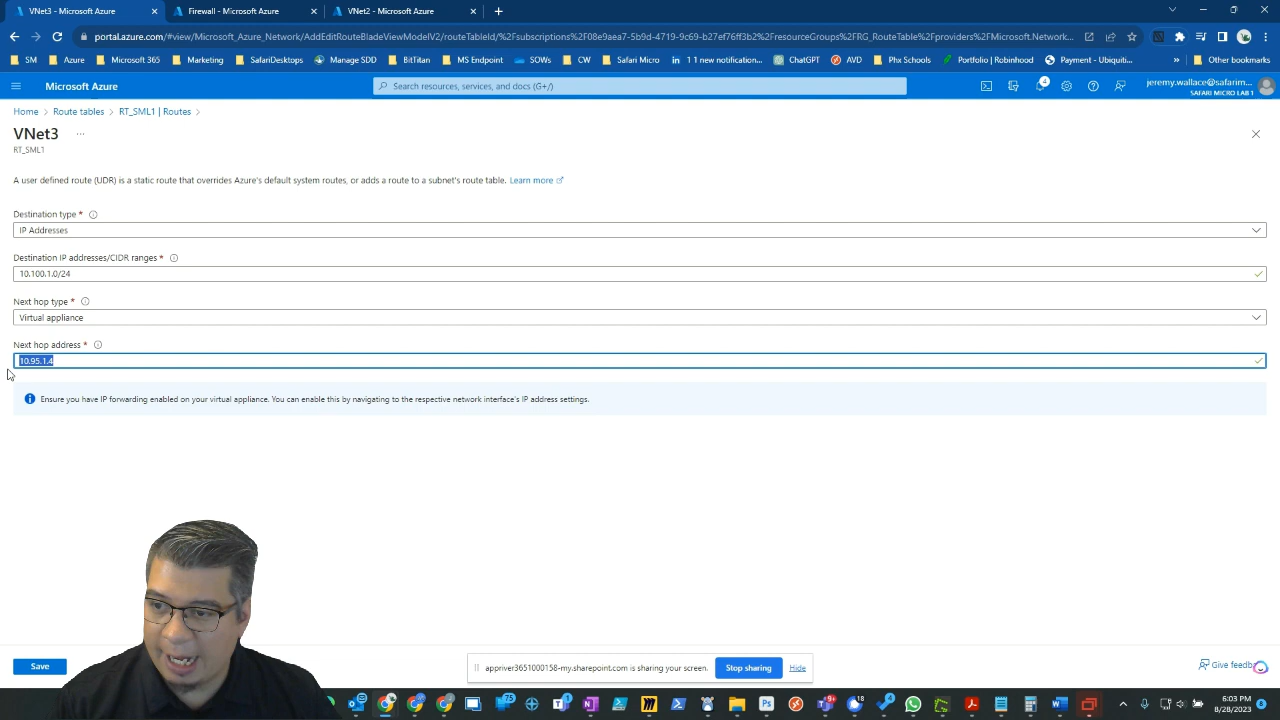 VNet3 - Microsoft Azure
Firewall - Microsoft Azure
VNet2 - Microsoft Azure
portal.azure.com/#view/Microsoft_Azure_Network/AddEditRouteBladeViewModelV2/routeTableId/%2Fsubscriptions%2F08e9aea7-5b9d-4719-9c69-b27ef76ff3b2%2FresourceGroups%2FRG_RouteTable%2Fproviders%2FMicrosoft.Network...
SM
Azure
Microsoft 365
Marketing
SafariDesktops
Manage SDD
BitTitan
MS Endpoint
SOWs
CW
Safari Micro
1 1 new notification...
ChatGPT
AVD
Phx Schools
Portfolio | Robinhood
Payment - Ubiquiti...
Other bookmarks
Microsoft Azure
Search resources, services, and docs (G+/)
4
jeremy.wallace@safarim...
SAFARI MICRO LAB 1
Home > Route tables > RT_SML1 | Routes >
VNet3 ...
RT_SML1
A user defined route (UDR) is a static route that overrides Azure's default system routes, or adds a route to a subnet's route table. Learn more
Destination type *
IP Addresses
Destination IP addresses/CIDR ranges *
10.100.1.0/24
Next hop type *
Virtual appliance
Next hop address *
10.95.1.4
Ensure you have IP forwarding enabled on your virtual appliance. You can enable this by navigating to the respective network interface's IP address settings.
Save
appriver3651000158-my.sharepoint.com is sharing your screen.
Stop sharing
Hide
Give feedb
75
1
9+
18
4
6:03 PM
8/28/2023